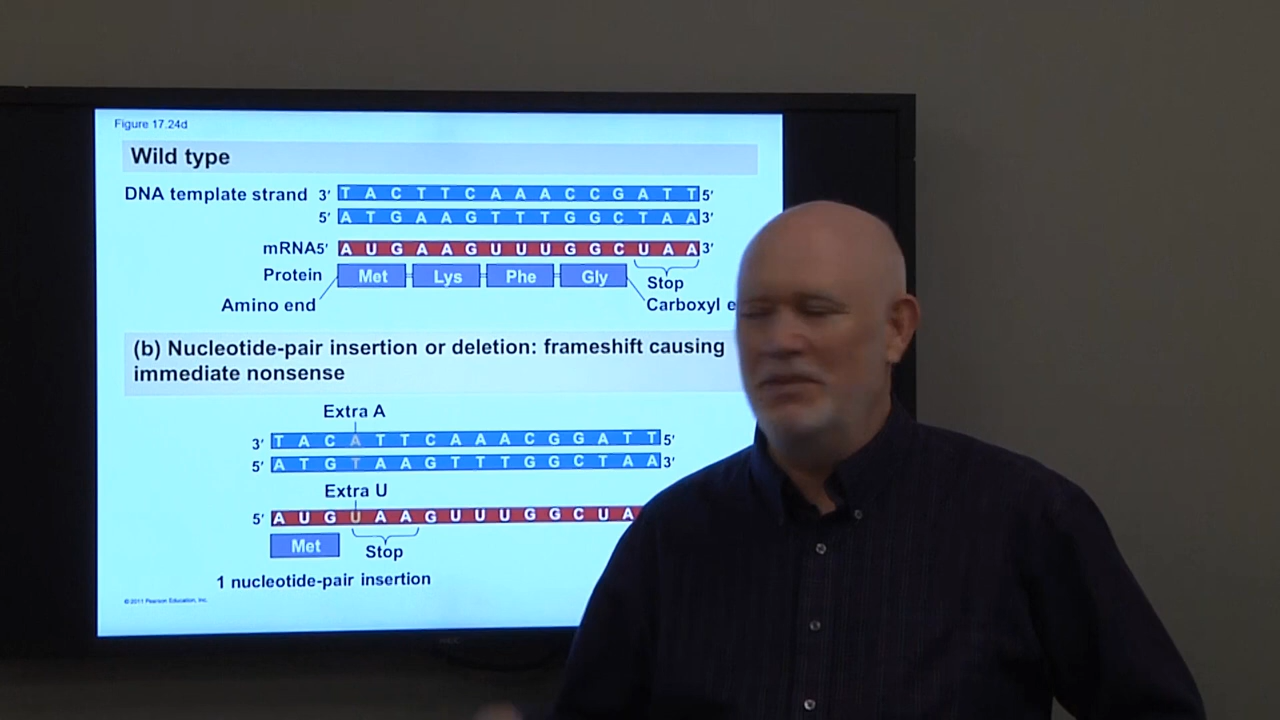 Figure 17.24d
Wild type
DNA template strand 3′ T A C T T C A A A C C G A T T 5′
5′ A T G A A G T T T G G C T A A 3′
mRNA5′ A U G A A G U U U G G C U A A 3′
Protein Met Lys Phe Gly
Stop
Amino end
Carboxyl e
(b) Nucleotide-pair insertion or deletion: frameshift causing
immediate nonsense
Extra A
3′ T A C A T T C A A A C G G A T T 5′
5′ A T G T A A G T T T G G C T A A 3′
Extra U
5′ A U G U A A G U U U G G C U A
Met
Stop
1 nucleotide-pair insertion
© 2011 Pearson Education, Inc.